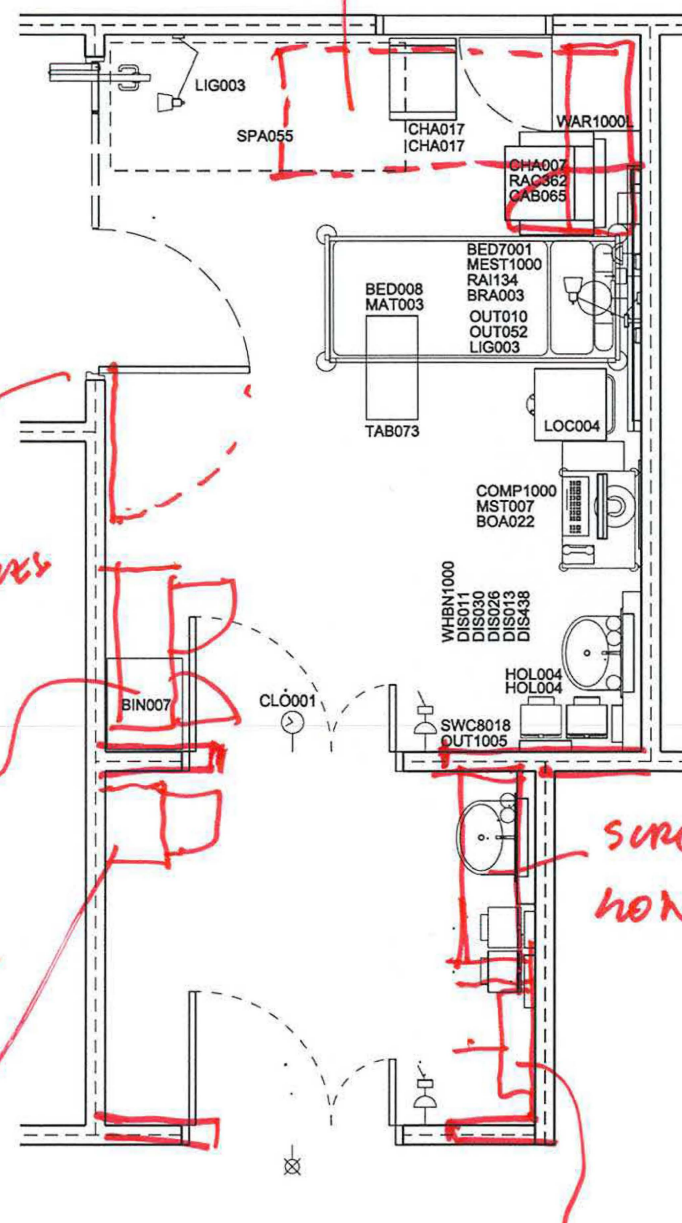 LIG003
SPA055
CHA017
CHA017
WAR1000L
CHA007
RAC362
CAB065
BED7001
MEST1000
RAI134
BRA003
OUT010
OUT052
LIG003
BED008
MAT003
TAB073
LOC004
COMP1000
MST007
BOA022
WHBN1000
DIS011
DIS030
DIS026
DIS013
DIS438
HOL004
HOL004
BIN007
CLO001
SWC8018
OUT1005